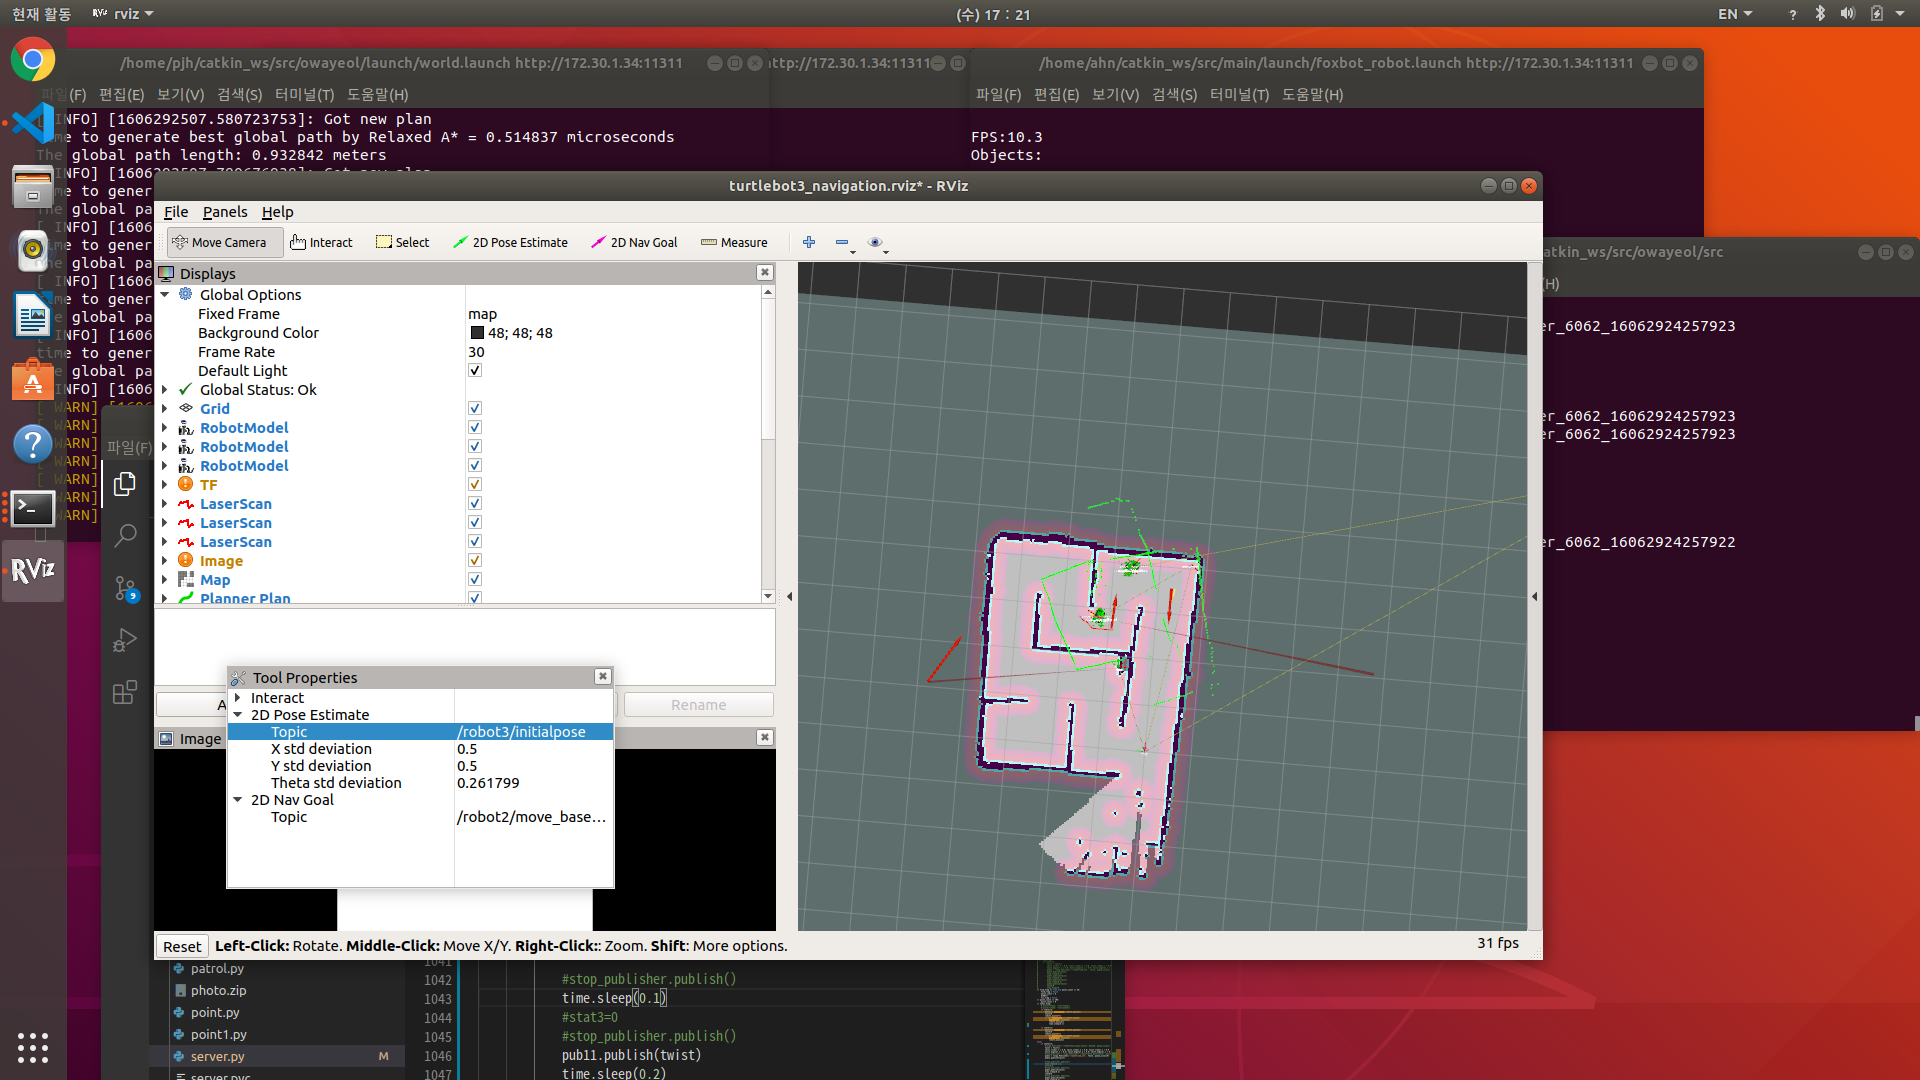 현재 활동
RViz rviz
(수) 17 : 21
EN
/home/pjh/catkin_ws/src/owayeol/launch/world.launch http://172.30.1.34:11311
ttp://172.30.1.34:11311
/home/ahn/catkin_ws/src/main/launch/foxbot_robot.launch http://172.30.1.34:11311
파일(F) 편집(E) 보기(V) 검색(S) 터미널(T) 도움말(H)
파일(F) 편집(E) 보기(V) 검색(S) 터미널(T) 도움말(H)
INFO] [1606292507.580723753]: Got new plan
me to generate best global path by Relaxed A* = 0.514837 microseconds
The global path length: 0.932842 meters
FPS:10.3
Objects:
turtlebot3_navigation.rviz* - RViz
File Panels Help
Move Camera Interact Select 2D Pose Estimate 2D Nav Goal Measure
Displays
Global Options
Fixed Frame map
Background Color 48; 48; 48
Frame Rate 30
Default Light
Global Status: Ok
Grid
RobotModel
RobotModel
RobotModel
TF
LaserScan
LaserScan
LaserScan
Image
Map
Planner Plan
Rename
Image
Tool Properties
Interact
2D Pose Estimate
Topic /robot3/initialpose
X std deviation 0.5
Y std deviation 0.5
Theta std deviation 0.261799
2D Nav Goal
Topic /robot2/move_base...
Reset Left-Click: Rotate. Middle-Click: Move X/Y. Right-Click:: Zoom. Shift: More options.
31 fps
atkin_ws/src/owayeol/src
(H)
er_6062_16062924257923
er_6062_16062924257923
er_6062_16062924257923
er_6062_16062924257922
파일(F)
RViz
9
patrol.py
photo.zip
point.py
point1.py
server.py M
server.pyc
1041
1042 #stop_publisher.publish()
1043 time.sleep(0.1)
1044 #stat3=0
1045 #stop_publisher.publish()
1046 pub11.publish(twist)
1047 time.sleep(0.2)